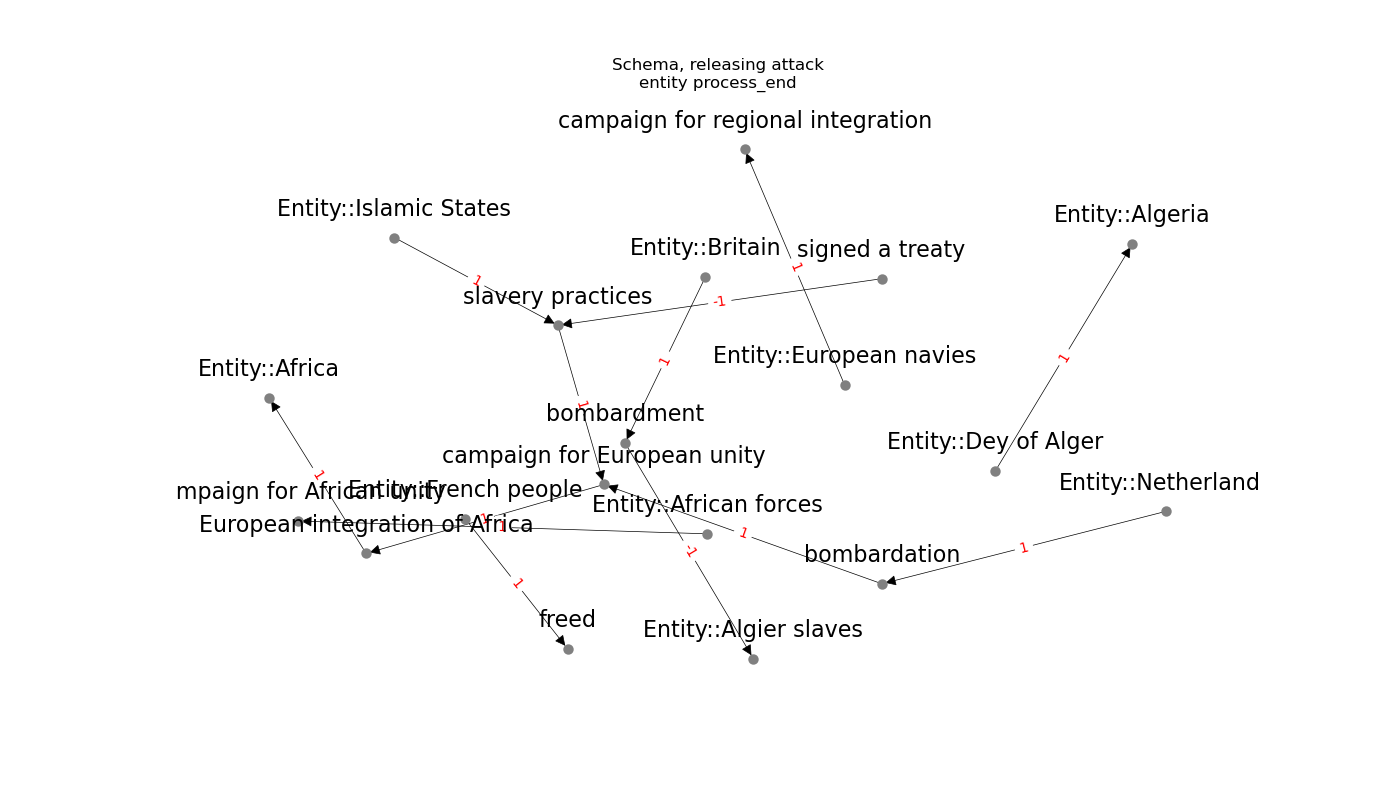 Schema, releasing attack
entity process_end
campaign for regional integration
Entity::Islamic States
Entity::Algeria
Entity::Britain
signed a treaty
1
1
slavery practices
-1
Entity::European navies
1
1
Entity::Africa
1
bombardment
Entity::Dey of Alger
campaign for European unity
1
Entity::Netherland
mpaign for African unity
Entity::French people
Entity::African forces
1
1
European integration of Africa
1
1
-1
bombardation
1
freed
Entity::Algier slaves